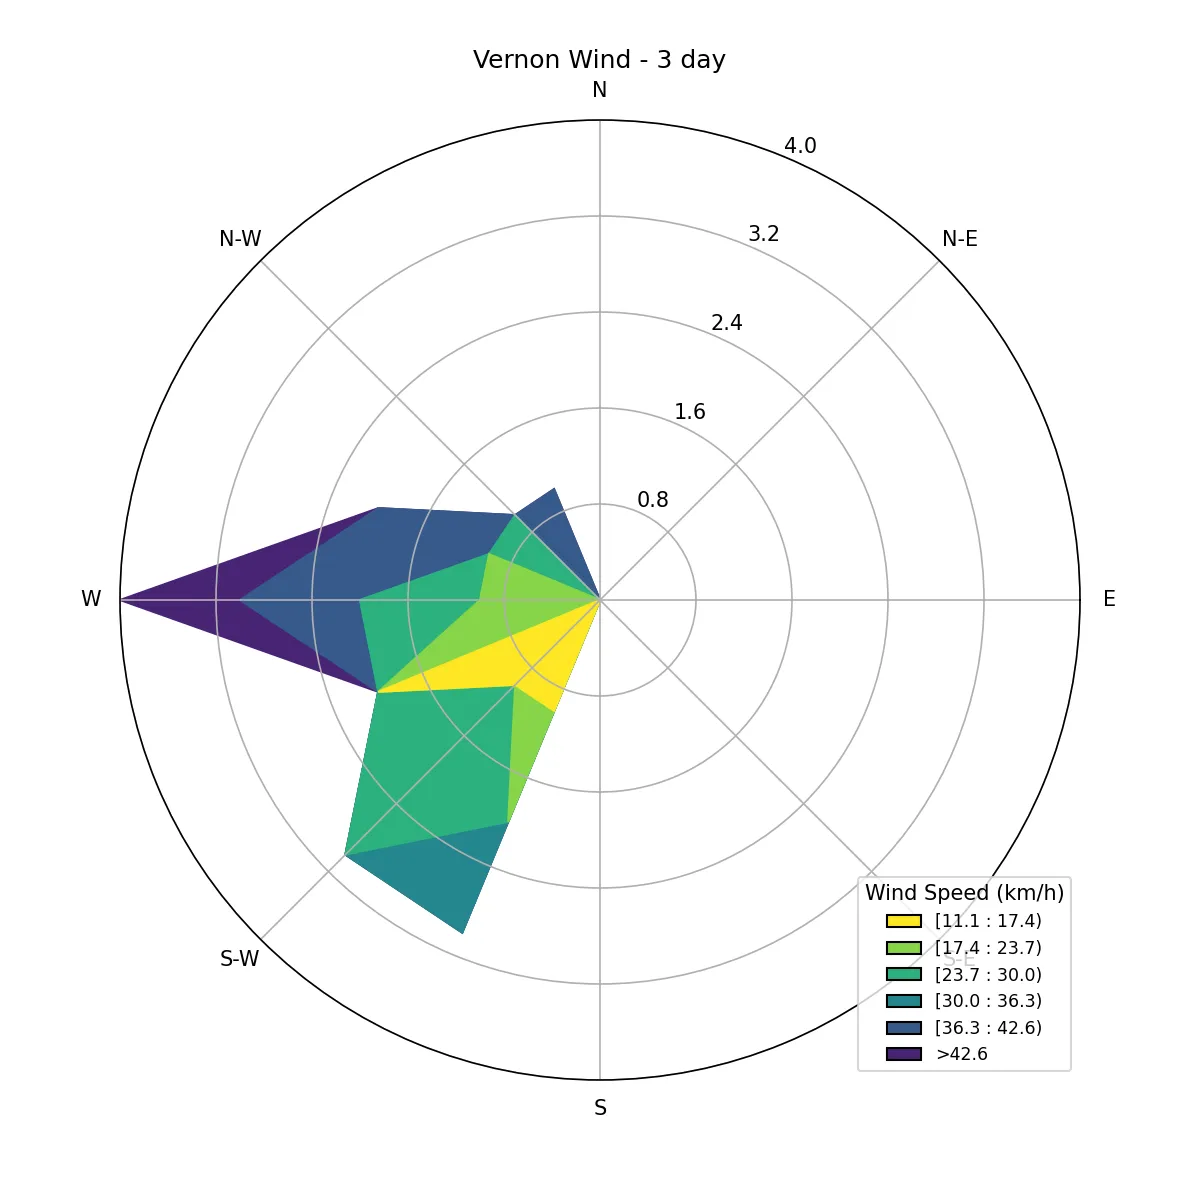 Vernon Wind - 3 day
N
4.0
N-W
3.2
N-E
2.4
1.6
0.8
W
E
Wind Speed (km/h)
[11.1 : 17.4)
[17.4 : 23.7)
S-W
S-E
[23.7 : 30.0)
[30.0 : 36.3)
[36.3 : 42.6)
>42.6
S